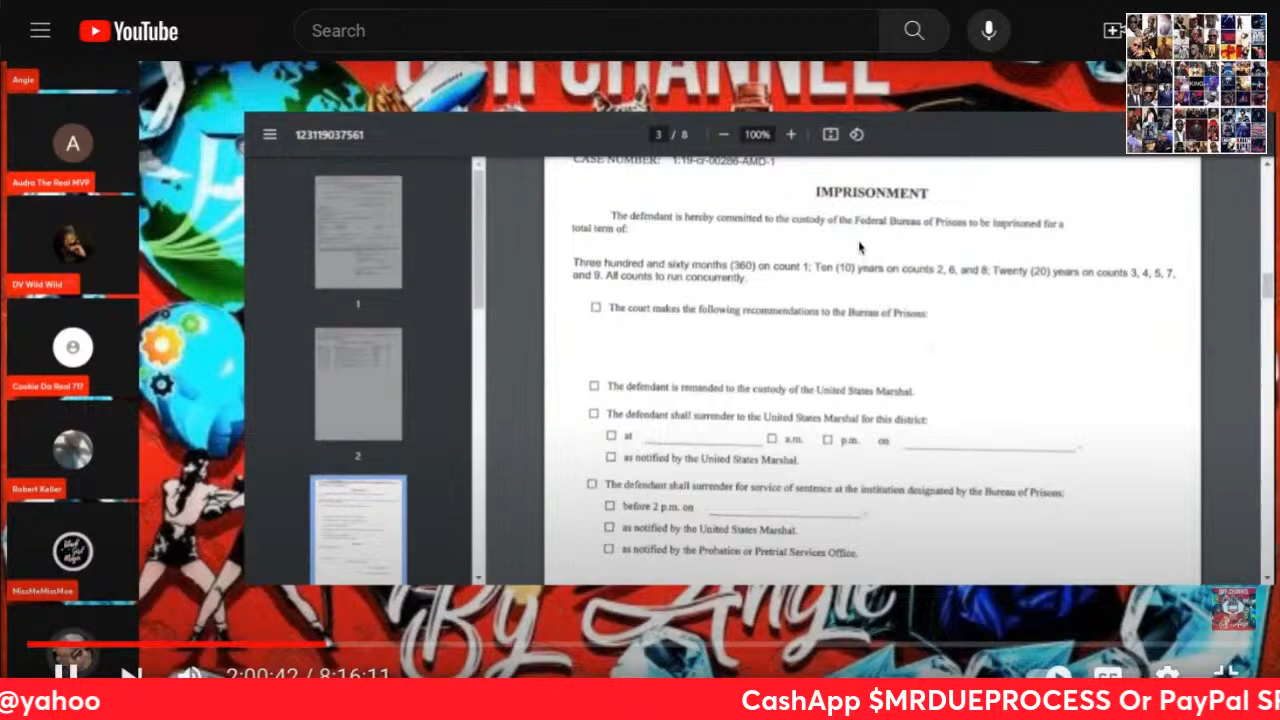 YouTube
Search
OFF CHANNEL
Angie
Audra The Real MVP
A
DV Wild Wild
Cookie Da Real 717
Robert Keller
MissMeMissMoe
123119037561
3 / 8
100%
1
2
CASE NUMBER: 1:19-cr-00286-AMD-1
IMPRISONMENT
The defendant is hereby committed to the custody of the Federal Bureau of Prisons to be imprisoned for a
total term of:
Three hundred and sixty months (360) on count 1; Ten (10) years on counts 2, 6, and 8; Twenty (20) years on counts 3, 4, 5, 7,
and 9. All counts to run concurrently.
The court makes the following recommendations to the Bureau of Prisons:
The defendant is remanded to the custody of the United States Marshal.
The defendant shall surrender to the United States Marshal for this district:
at a.m. p.m. on
as notified by the United States Marshal.
The defendant shall surrender for service of sentence at the institution designated by the Bureau of Prisons:
before 2 p.m. on
as notified by the United States Marshal.
as notified by the Probation or Pretrial Services Office.
By Angie
2:00:42 / 8:16:11
@yahoo
CashApp $MRDUEPROCESS Or PayPal